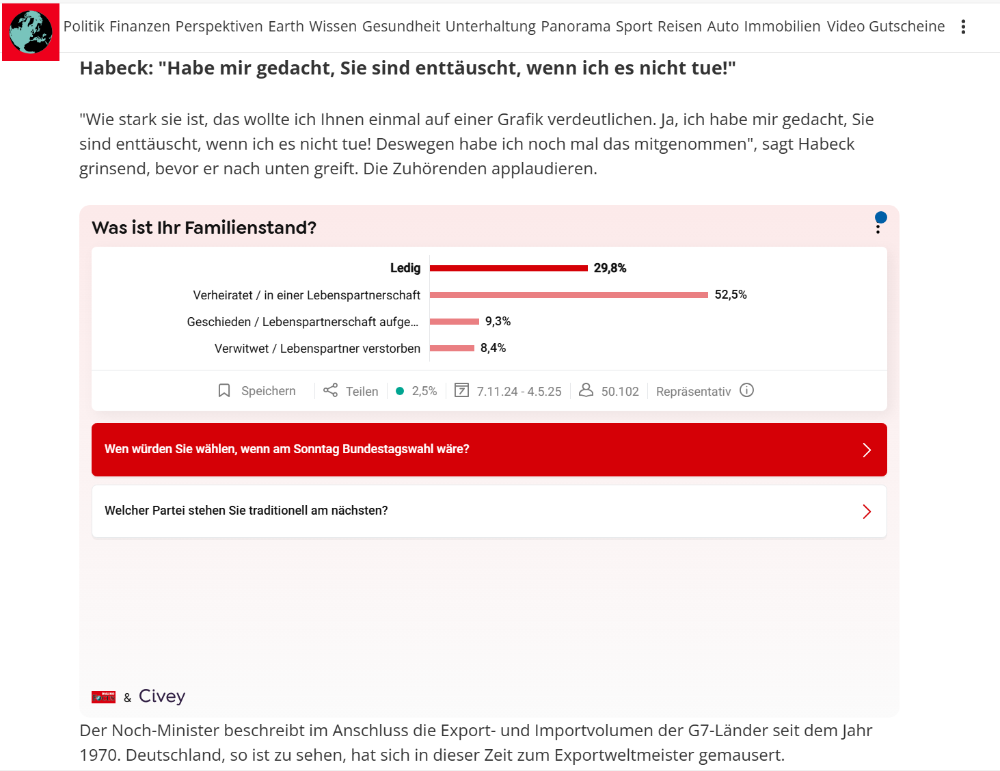 Politik Finanzen Perspektiven Earth Wissen Gesundheit Unterhaltung Panorama Sport Reisen Auto Immobilien Video Gutscheine
Habeck: "Habe mir gedacht, Sie sind enttäuscht, wenn ich es nicht tue!"
"Wie stark sie ist, das wollte ich Ihnen einmal auf einer Grafik verdeutlichen. Ja, ich habe mir gedacht, Sie
sind enttäuscht, wenn ich es nicht tue! Deswegen habe ich noch mal das mitgenommen", sagt Habeck
grinsend, bevor er nach unten greift. Die Zuhörenden applaudieren.
Was ist Ihr Familienstand?
Ledig 29,8%
Verheiratet / in einer Lebenspartnerschaft 52,5%
Geschieden / Lebenspartnerschaft aufge... 9,3%
Verwitwet / Lebenspartner verstorben 8,4%
Speichern Teilen 2,5% 7 7.11.24 - 4.5.25 50.102 Repräsentativ
Wen würden Sie wählen, wenn am Sonntag Bundestagswahl wäre?
Welcher Partei stehen Sie traditionell am nächsten?
& Civey
Der Noch-Minister beschreibt im Anschluss die Export- und Importvolumen der G7-Länder seit dem Jahr
1970. Deutschland, so ist zu sehen, hat sich in dieser Zeit zum Exportweltmeister gemausert.